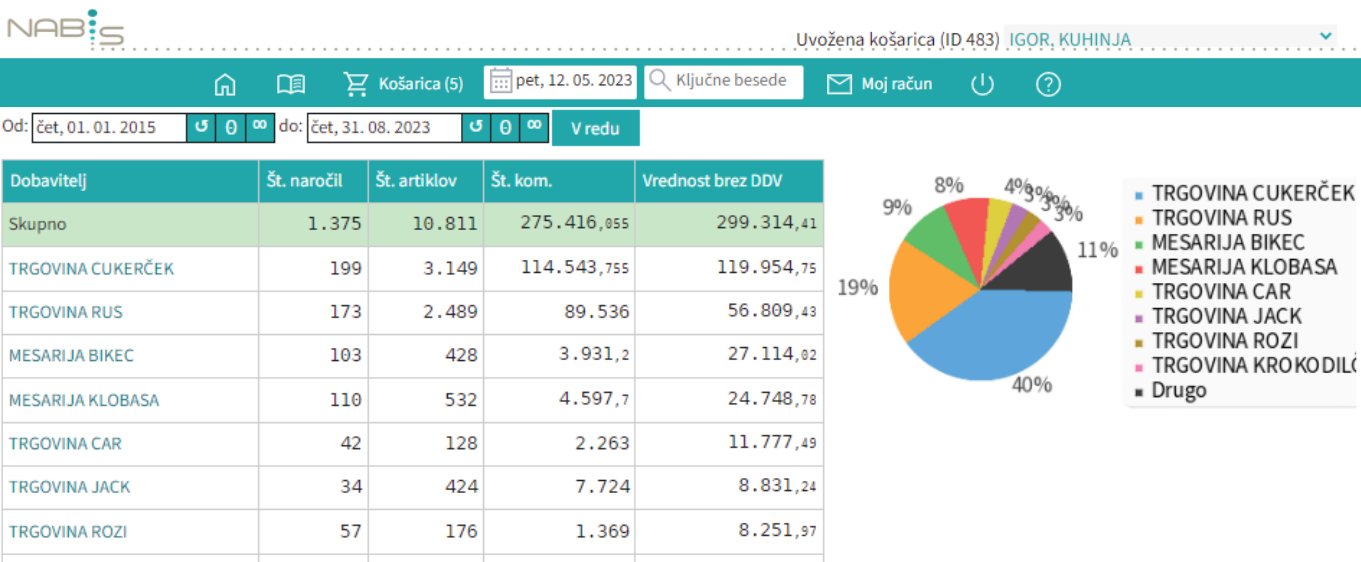 NABIS
Uvožena košarica (ID 483) IGOR, KUHINJA
Košarica (5) pet, 12. 05. 2023 Ključne besede Moj račun
Od: čet, 01. 01. 2015 ↺ 0 ∞ do: čet, 31. 08. 2023 ↺ 0 ∞ V redu
Dobavitelj Št. naročil Št. artiklov Št. kom. Vrednost brez DDV
Skupno 1.375 10.811 275.416,055 299.314,41
TRGOVINA CUKERČEK 199 3.149 114.543,755 119.954,75
TRGOVINA RUS 173 2.489 89.536 56.809,43
MESARIJA BIKEC 103 428 3.931,2 27.114,02
MESARIJA KLOBASA 110 532 4.597,7 24.748,78
TRGOVINA CAR 42 128 2.263 11.777,49
TRGOVINA JACK 34 424 7.724 8.831,24
TRGOVINA ROZI 57 176 1.369 8.251,97
8% 4% 3% 3% 3%
9% 11%
19%
40%
TRGOVINA CUKERČEK
TRGOVINA RUS
MESARIJA BIKEC
MESARIJA KLOBASA
TRGOVINA CAR
TRGOVINA JACK
TRGOVINA ROZI
TRGOVINA KROKODILČ
Drugo